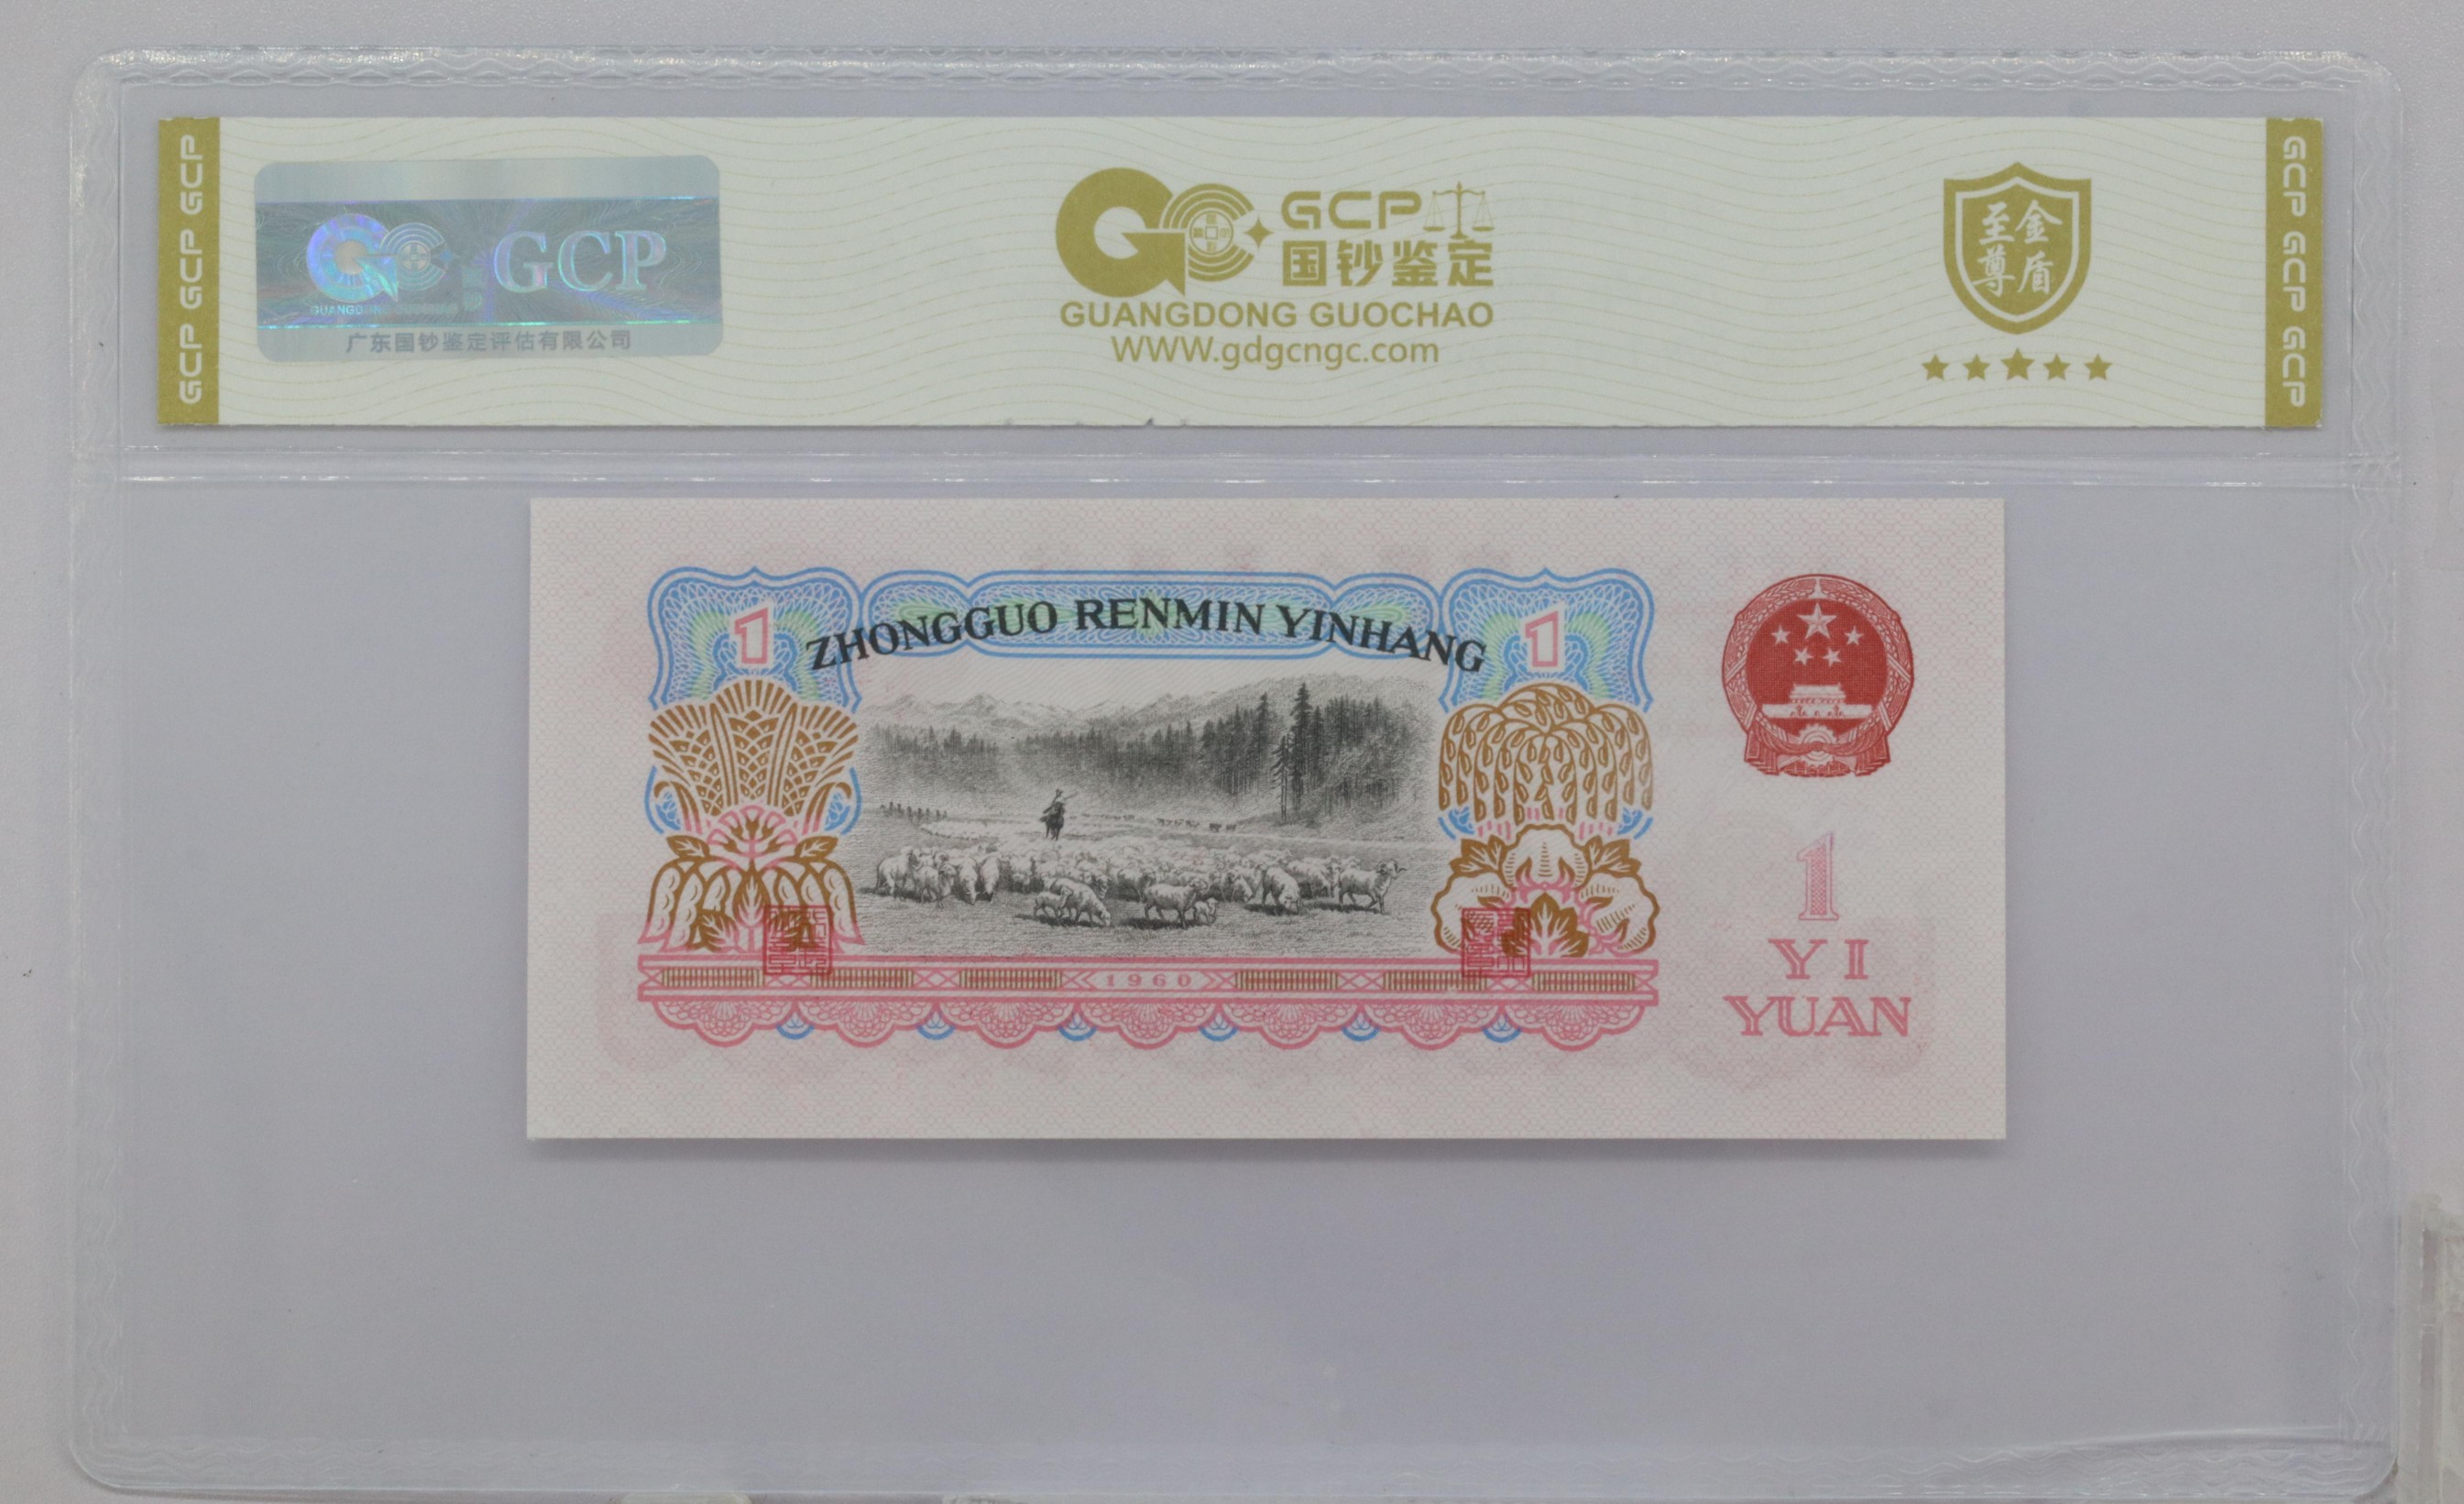 GCP GCP GCP
GCP
GUANGDONG GUOCHAO
广东国钞鉴定评估有限公司
GCP
国钞鉴定
GUANGDONG GUOCHAO
WWW.gdgcngc.com
至尊金盾
GCP GCP GCP
ZHONGGUO RENMIN YINHANG
1
1
1
YI
YUAN
1960